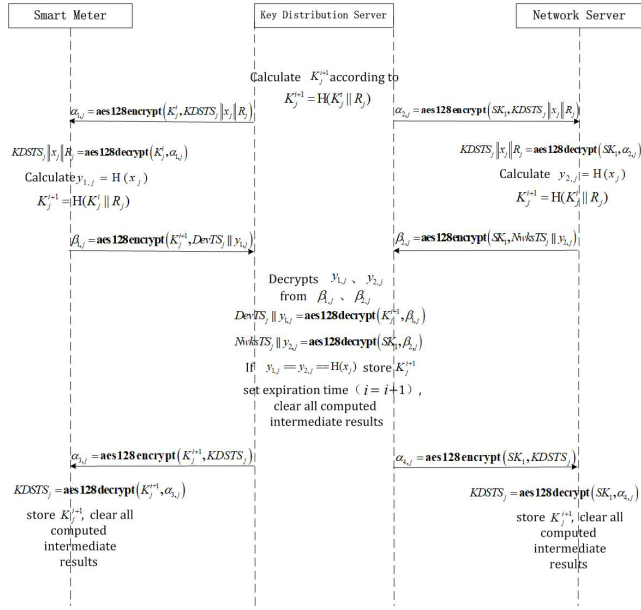 Smart Meter
Key Distribution Server
Network Server
Calculate K_j^{i+1} according to
K_j^{i+1} = H(K_j^i || R_j)
α_{1,j} = aes128encrypt(K_j^i, KDSTS_j || x_j || R_j)
α_{2,j} = aes128encrypt(SK_1, KDSTS_j || x_j || R_j)
KDSTS_j || x_j || R_j = aes128decrypt(K_j^i, α_{1,j})
Calculate y_{1,j} = H(x_j)
K_j^{i+1} = H(K_j^i || R_j)
KDSTS_j || x_j || R_j = aes128decrypt(SK_1, α_{2,j})
Calculate y_{2,j} = H(x_j)
K_j^{i+1} = H(K_j^i || R_j)
β_{1,j} = aes128encrypt(K_j^{i+1}, DevTS_j || y_{1,j})
β_{2,j} = aes128encrypt(SK_1, NwksTS_j || y_{2,j})
Decrypts y_{1,j} 、 y_{2,j}
from β_{1,j} 、 β_{2,j}
DevTS_j || y_{1,j} = aes128decrypt(K_j^{i+1}, β_{1,j})
NwksTS_j || y_{2,j} = aes128decrypt(SK_1, β_{2,j})
If y_{1,j} == y_{2,j} == H(x_j) store K_j^{i+1}
set expiration time （i = i+1）,
clear all computed
intermediate results
α_{3,j} = aes128encrypt(K_j^{i+1}, KDSTS_j)
α_{4,j} = aes128encrypt(SK_1, KDSTS_j)
KDSTS_j = aes128decrypt(K_j^{i+1}, α_{3,j})
store K_j^{i+1}, clear all
computed
intermediate
results
KDSTS_j = aes128decrypt(SK_1, α_{4,j})
store K_j^{i+1}, clear all
computed
intermediate
results